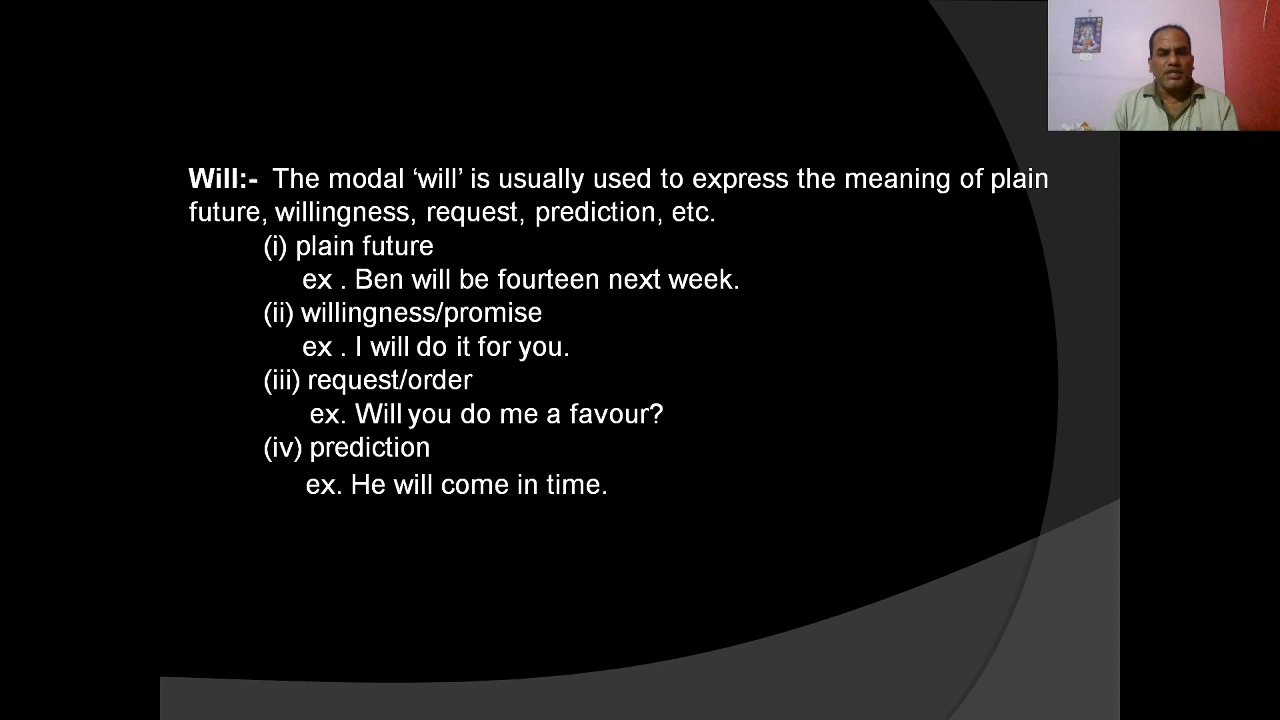 Will:- The modal ‘will’ is usually used to express the meaning of plain
future, willingness, request, prediction, etc.
(i) plain future
ex . Ben will be fourteen next week.
(ii) willingness/promise
ex . I will do it for you.
(iii) request/order
ex. Will you do me a favour?
(iv) prediction
ex. He will come in time.